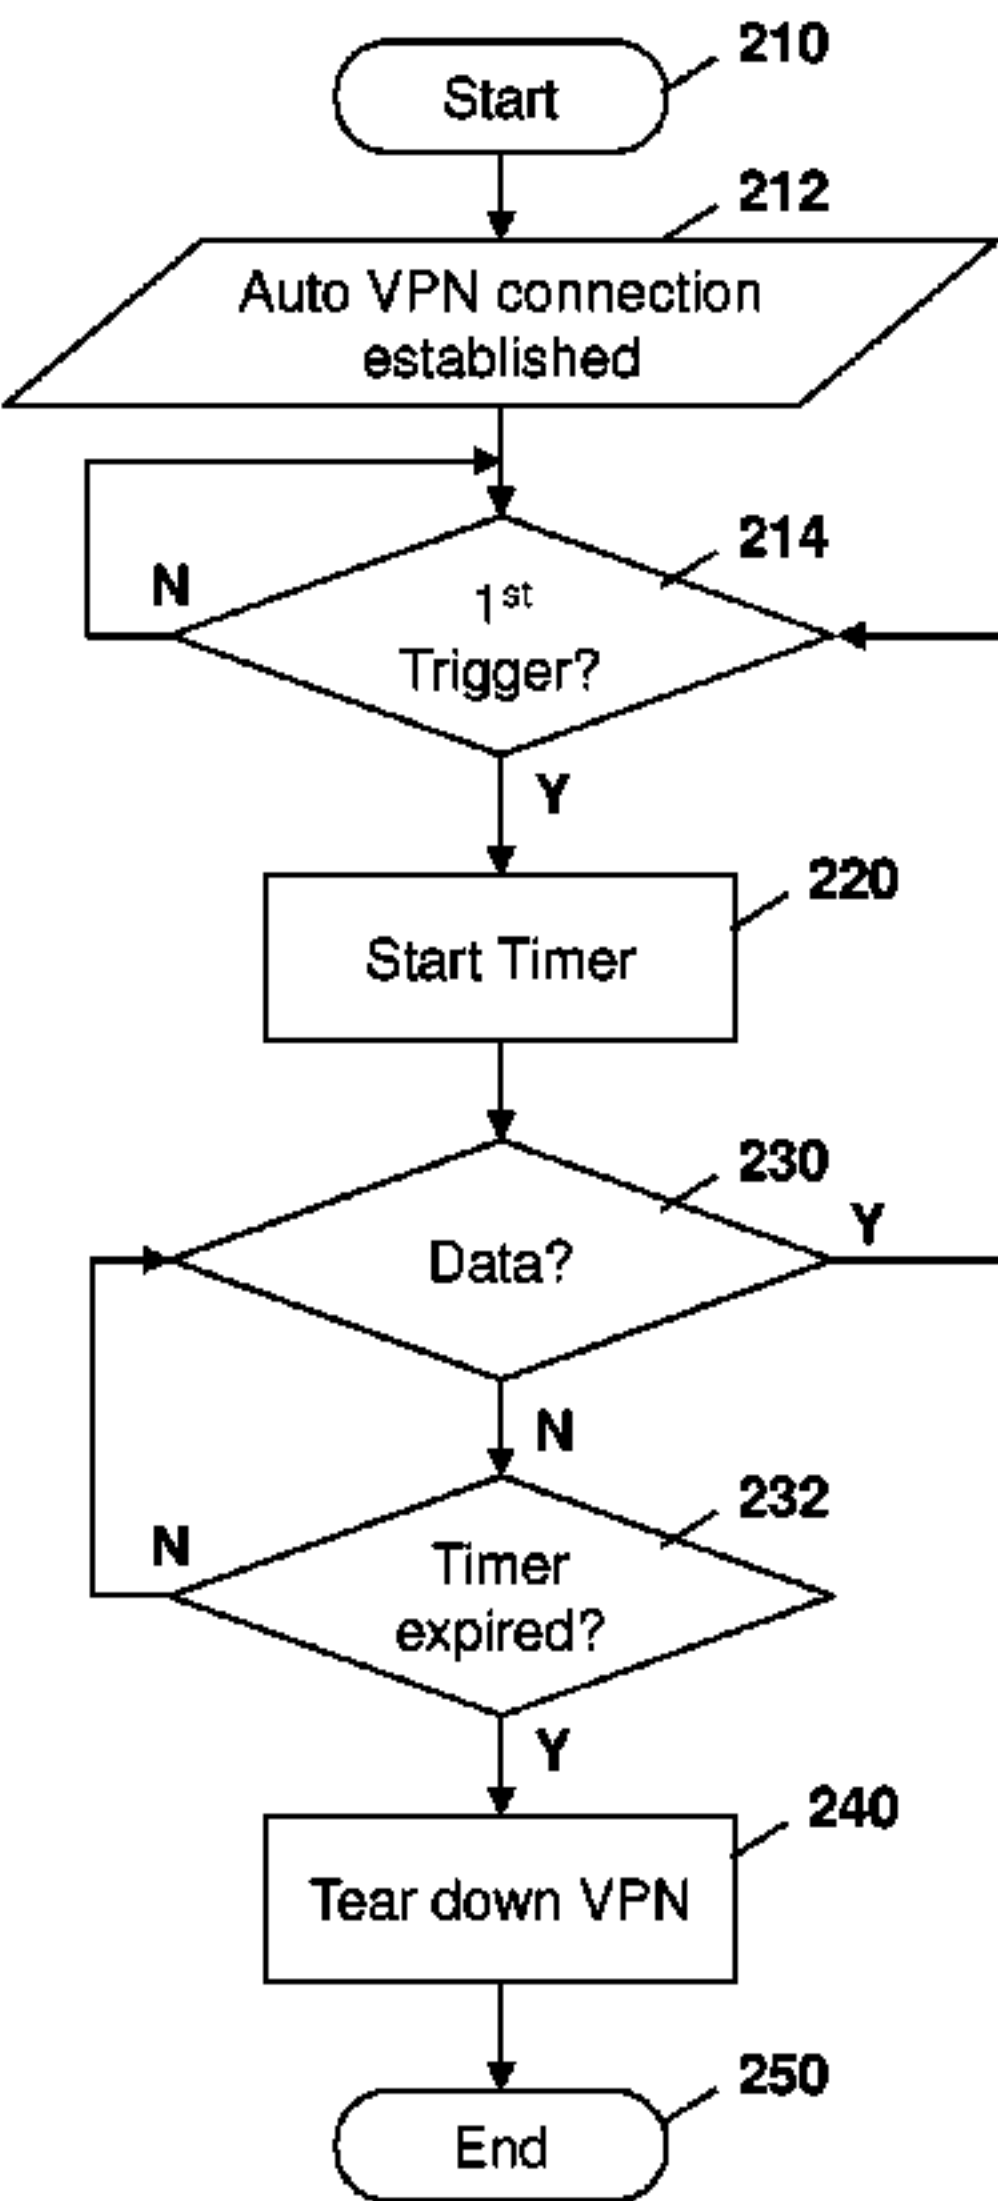 210
Start
212
Auto VPN connection
established
214
N
1st
Trigger?
Y
220
Start Timer
230
Y
Data?
N
232
N
Timer
expired?
Y
240
Tear down VPN
250
End